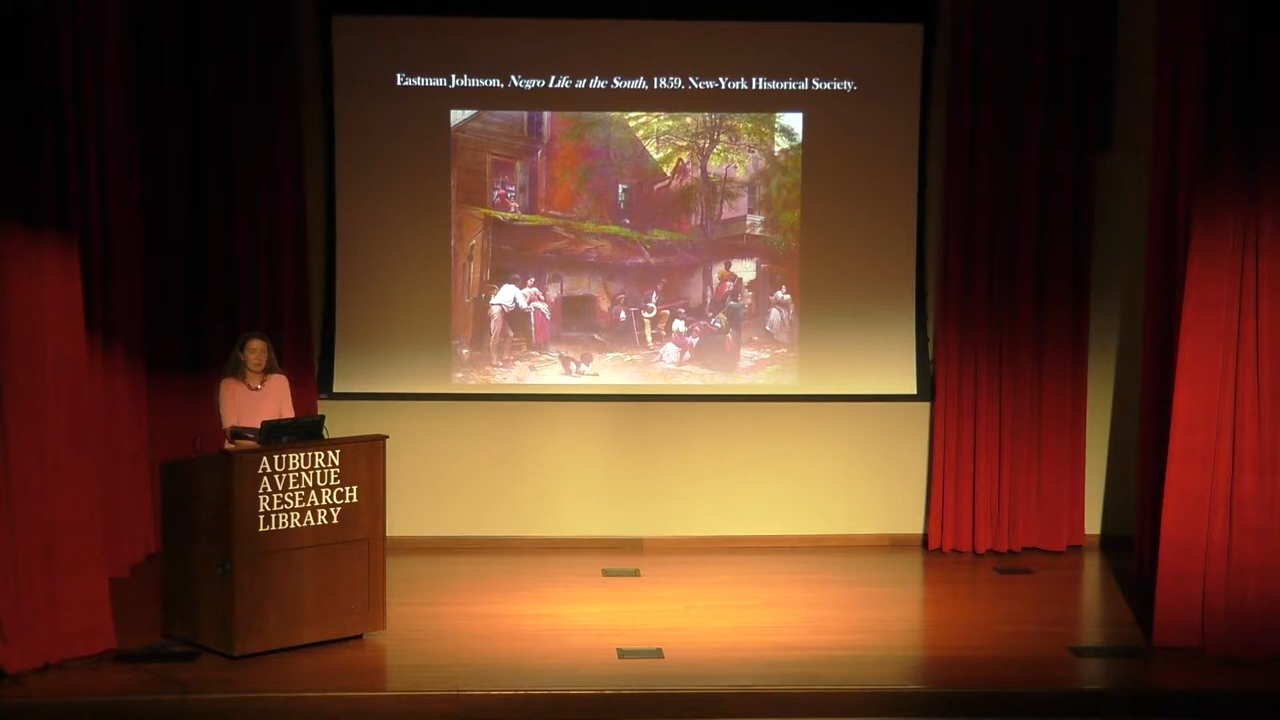 Eastman Johnson, Negro Life at the South, 1859. New-York Historical Society.
AUBURN
AVENUE
RESEARCH
LIBRARY